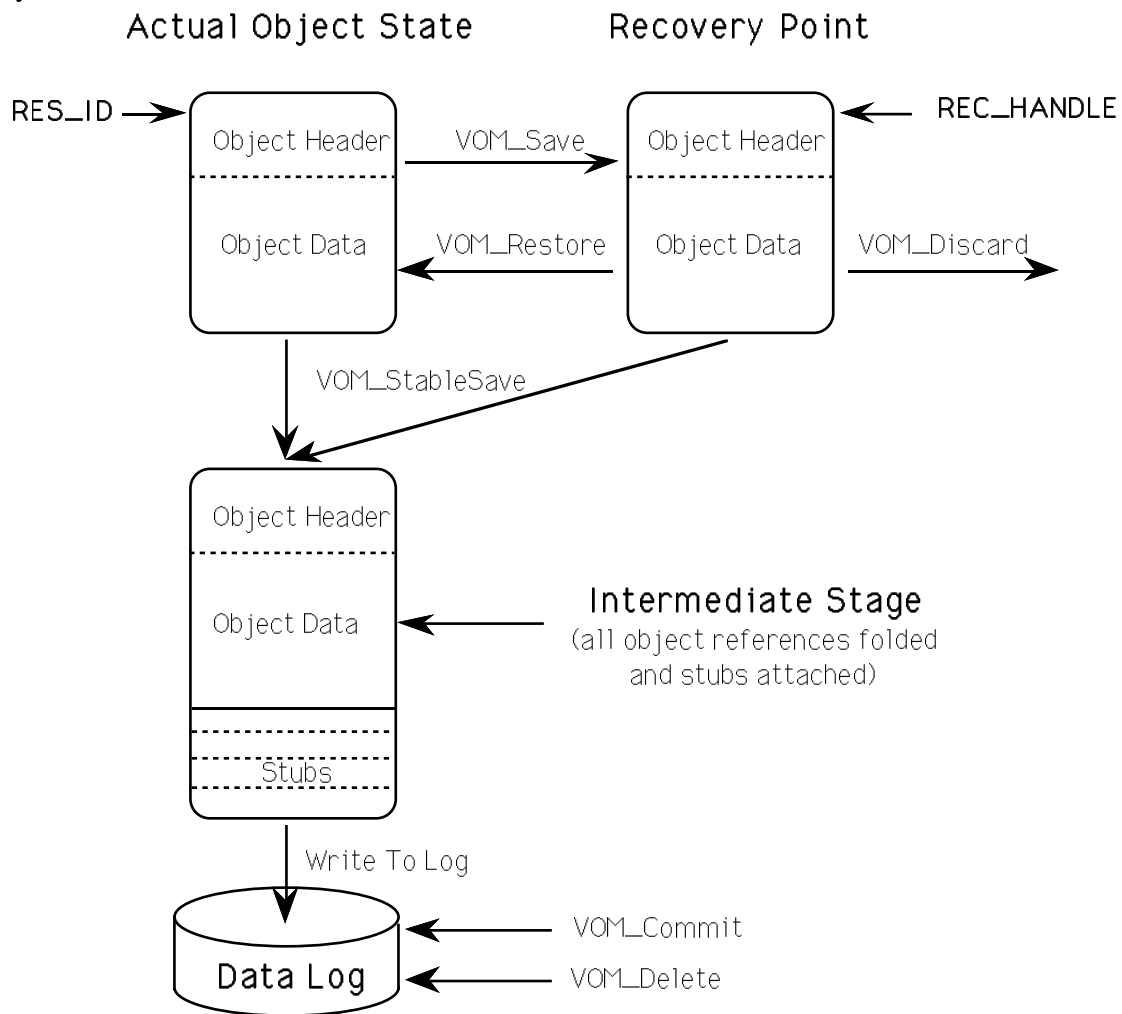 Actual Object State
Recovery Point
RES_ID
REC_HANDLE
Object Header
VOM_Save
Object Header
Object Data
VOM_Restore
Object Data
VOM_Discard
VOM_StableSave
Object Header
Object Data
Intermediate Stage
(all object references folded
and stubs attached)
Stubs
Write To Log
VOM_Commit
Data Log
VOM_Delete